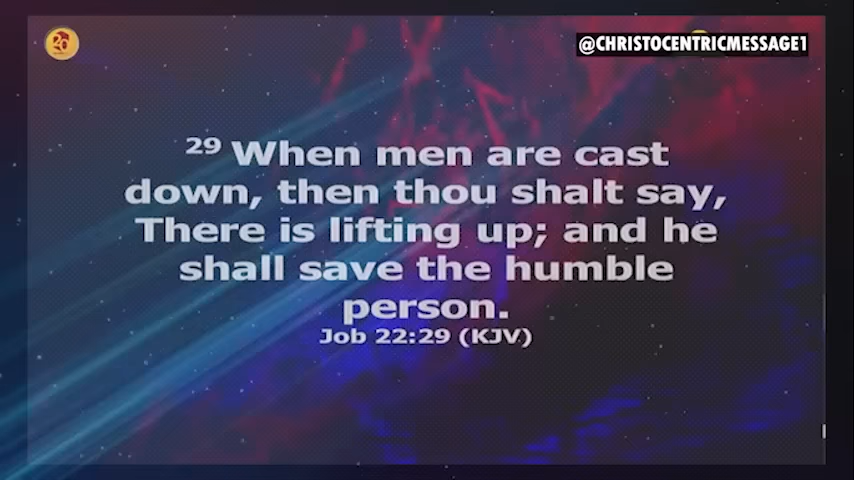 @CHRISTOCENTRICMESSAGE1
20
29 When men are cast
down, then thou shalt say,
There is lifting up; and he
shall save the humble
person.
Job 22:29 (KJV)